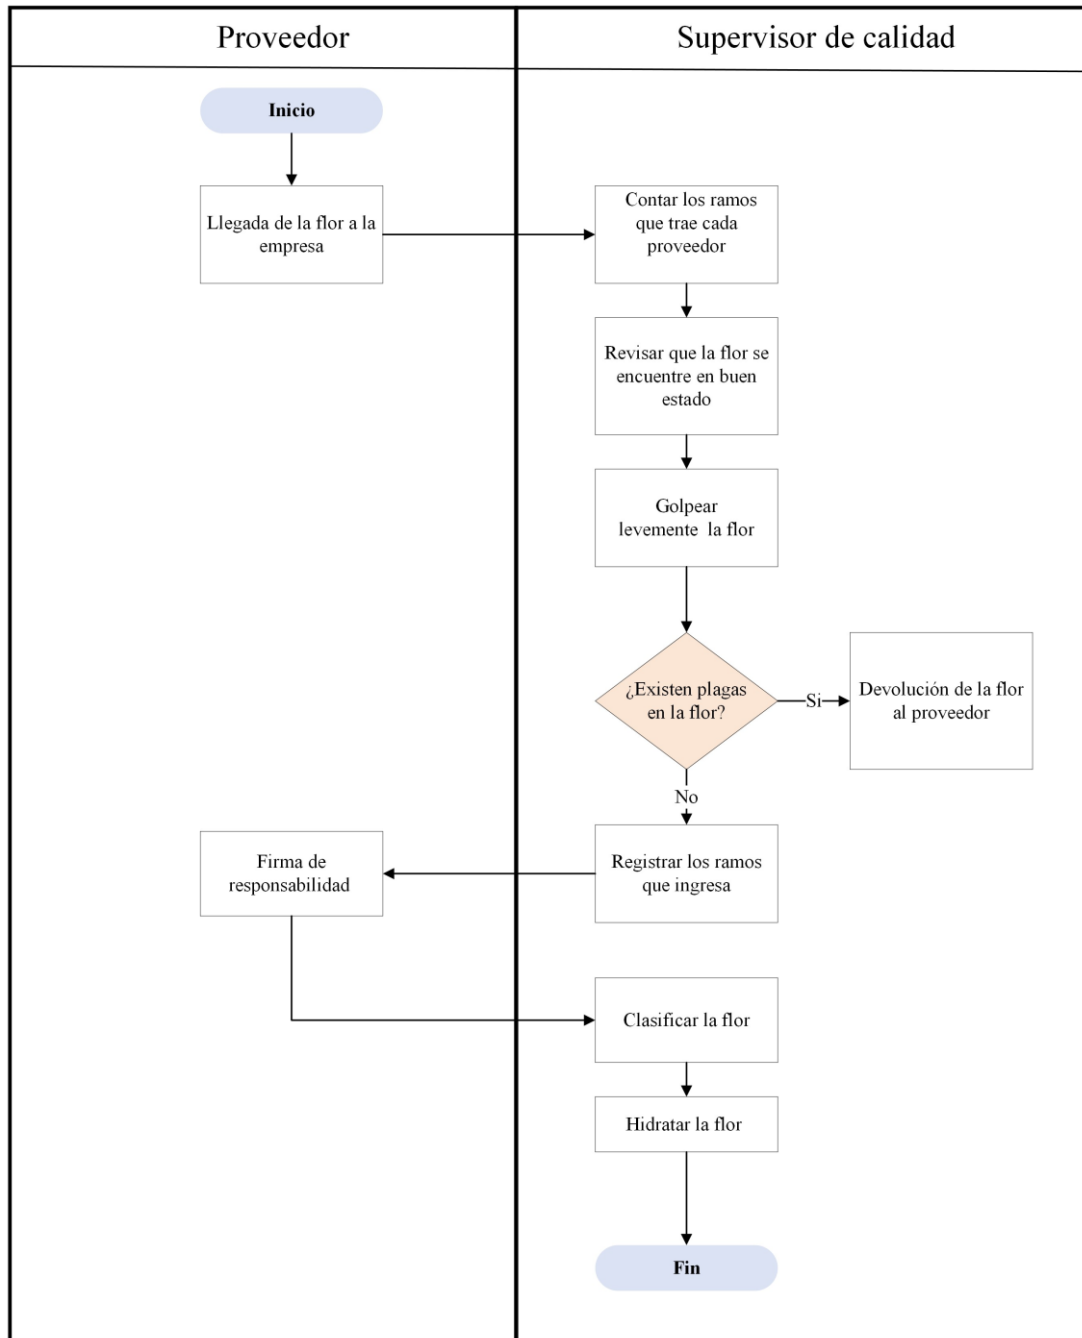 Proveedor
Supervisor de calidad
Inicio
Llegada de la flor a la
empresa
Contar los ramos
que trae cada
proveedor
Revisar que la flor se
encuentre en buen
estado
Golpear
levemente la flor
¿Existen plagas
en la flor?
Si
Devolución de la flor
al proveedor
No
Registrar los ramos
que ingresa
Firma de
responsabilidad
Clasificar la flor
Hidratar la flor
Fin